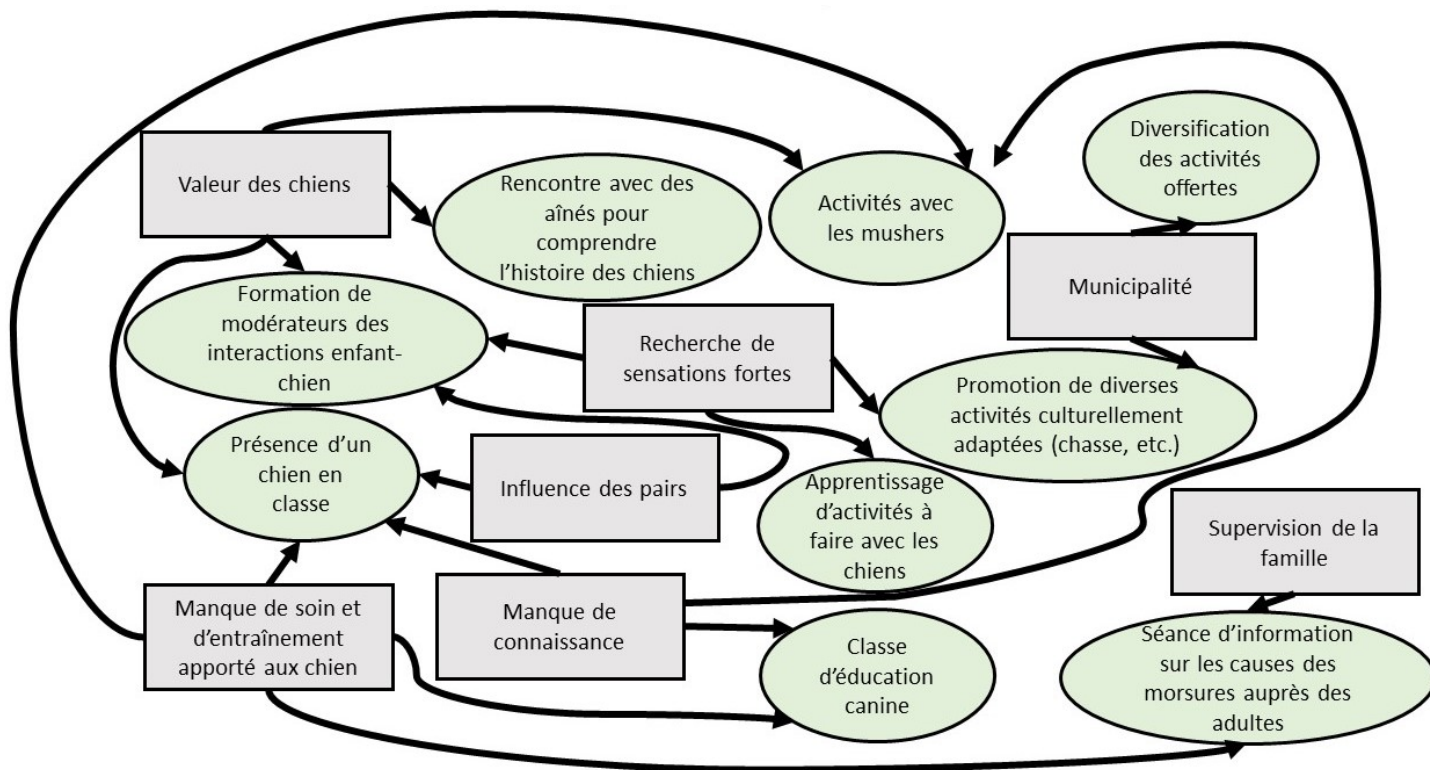 Diversification
des activités
offertes
Valeur des chiens
Rencontre avec des
aînés pour
comprendre
l'histoire des chiens
Activités avec
les mushers
Municipalité
Formation de
modérateurs des
interactions enfant-
chien
Recherche de
sensations fortes
Promotion de diverses
activités culturellement
adaptées (chasse, etc.)
Présence d'un
chien en
classe
Influence des pairs
Apprentissage
d'activités à
faire avec les
chiens
Supervision de la
famille
Manque de soin et
d'entraînement
apporté aux chien
Manque de
connaissance
Classe
d'éducation
canine
Séance d'information
sur les causes des
morsures auprès des
adultes